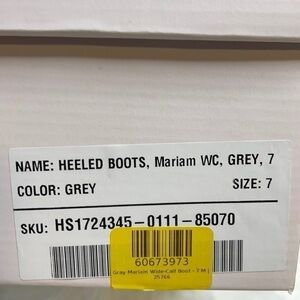 NAME: HEELED BOOTS, Mariam WC, GREY, 7
COLOR: GREY SIZE: 7
SKU: HS1724345-0111-85070
60673973
Gray Mariam Wide-Calf Boot - 7 M |
25766